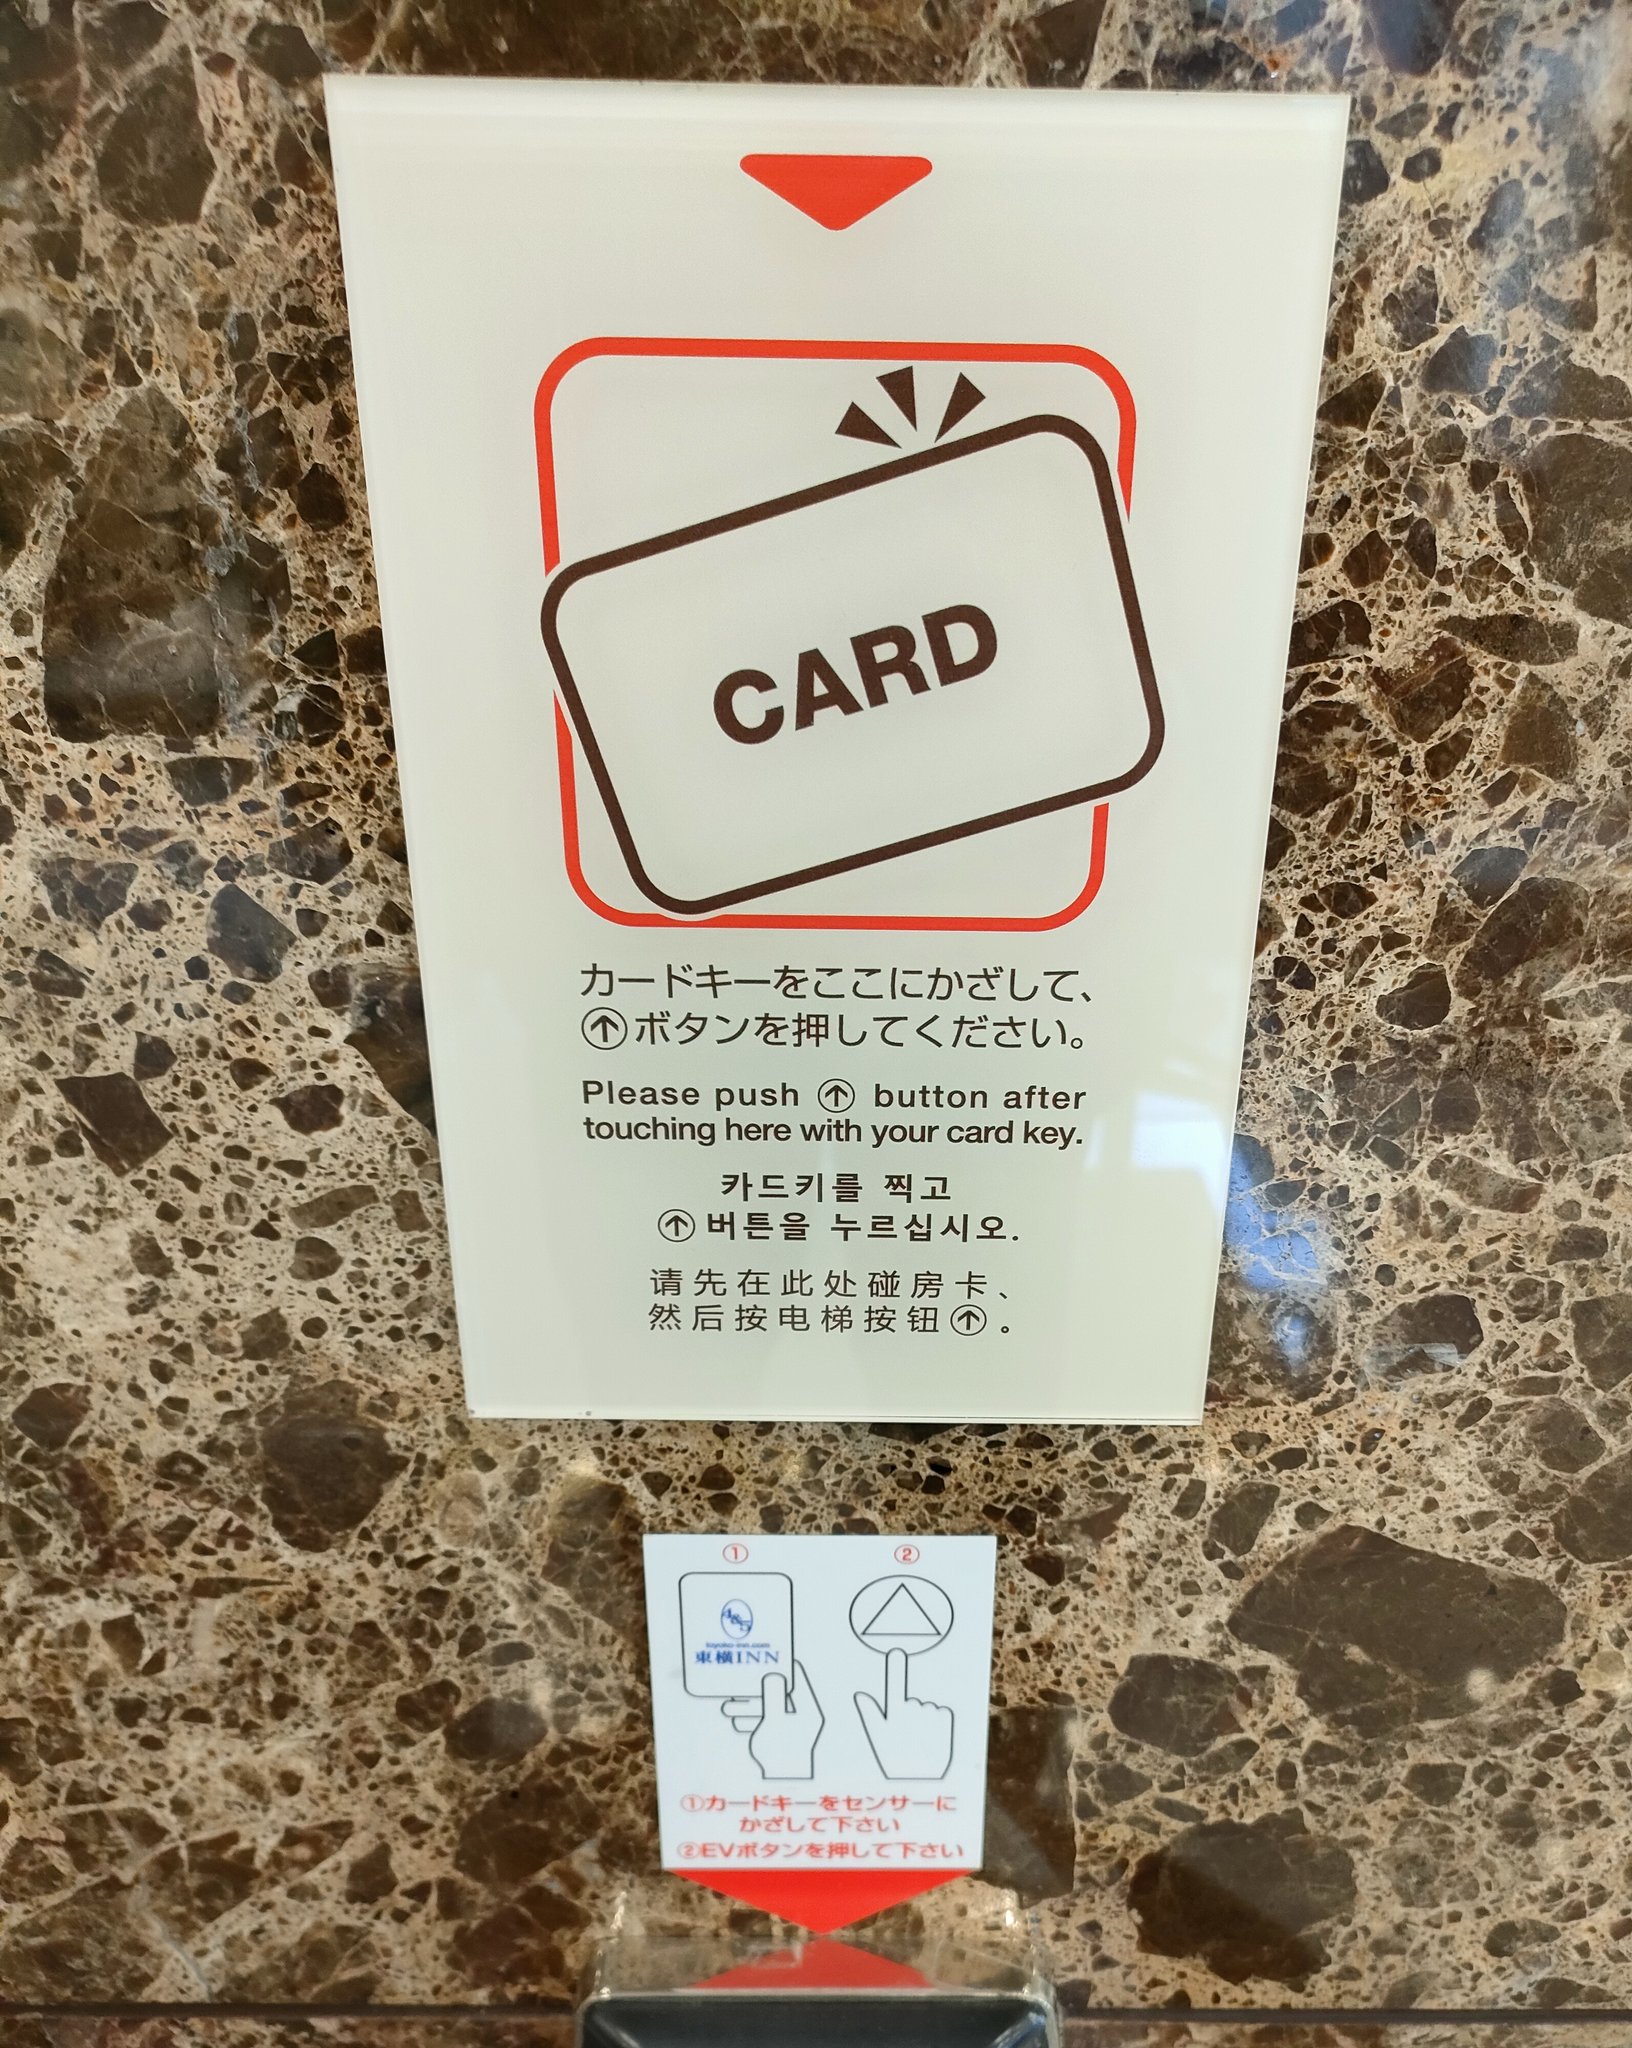 CARD
カードキーをここにかざして、
↑ボタンを押してください。
Please push ↑ button after
touching here with your card key.
카드키를 찍고
↑버튼을 누르십시오.
请先在此处碰房卡、
然后按电梯按钮↑。
① ②
toyoko-inn.com
東横INN
①カードキーをセンサーに
かざして下さい
②EVボタンを押して下さい